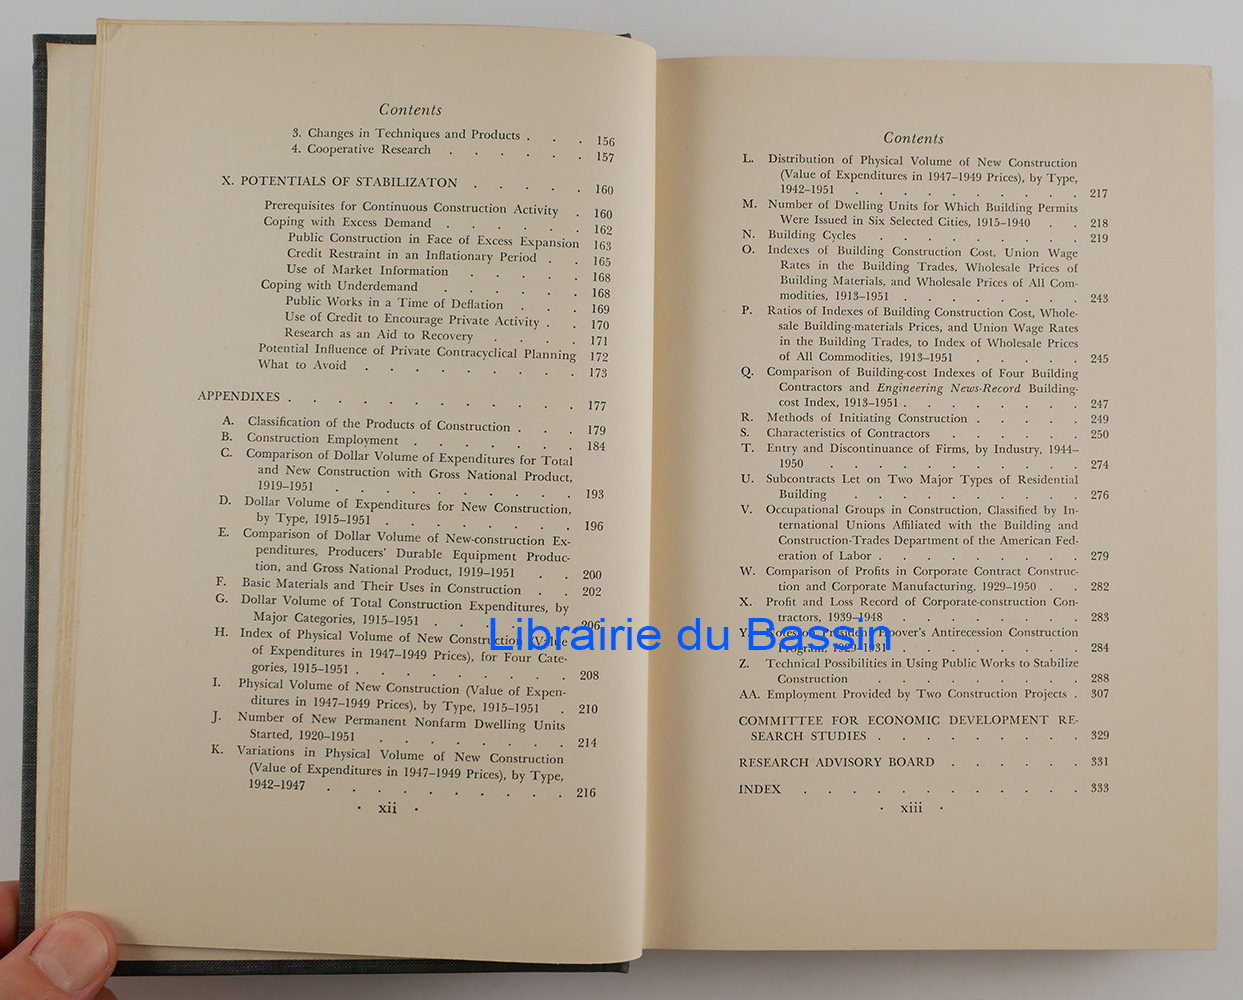 Contents
3. Changes in Techniques and Products . . . 156
4. Cooperative Research . . . . . . 157
X. POTENTIALS OF STABILIZATON . . . . . 160
Prerequisites for Continuous Construction Activity . 160
Coping with Excess Demand . . . . . . 162
Public Construction in Face of Excess Expansion 163
Credit Restraint in an Inflationary Period . . 165
Use of Market Information . . . . . 168
Coping with Underdemand . . . . . . 168
Public Works in a Time of Deflation . . . 169
Use of Credit to Encourage Private Activity . . 170
Research as an Aid to Recovery . . . . 171
Potential Influence of Private Contracyclical Planning 172
What to Avoid . . . . . . . . . 173
APPENDIXES . . . . . . . . . . . . 177
A. Classification of the Products of Construction . . . 179
B. Construction Employment . . . . . . . 184
C. Comparison of Dollar Volume of Expenditures for Total
and New Construction with Gross National Product,
1919–1951 . . . . . . . . . . 193
D. Dollar Volume of Expenditures for New Construction,
by Type, 1915–1951 . . . . . . . . 196
E. Comparison of Dollar Volume of New-construction Ex-
penditures, Producers' Durable Equipment Produc-
tion, and Gross National Product, 1919–1951 . . 200
F. Basic Materials and Their Uses in Construction . . 202
G. Dollar Volume of Total Construction Expenditures, by
Major Categories, 1915–1951 . . . . . . 206
H. Index of Physical Volume of New Construction (Value
of Expenditures in 1947–1949 Prices), for Four Cate-
gories, 1915–1951 . . . . . . . . . 208
I. Physical Volume of New Construction (Value of Expen-
ditures in 1947–1949 Prices), by Type, 1915–1951 . 210
J. Number of New Permanent Nonfarm Dwelling Units
Started, 1920–1951 . . . . . . . . 214
K. Variations in Physical Volume of New Construction
(Value of Expenditures in 1947–1949 Prices), by Type,
1942–1947 . . . . . . . . . . 216
· xii ·
Contents
L. Distribution of Physical Volume of New Construction
(Value of Expenditures in 1947–1949 Prices), by Type,
1942–1951 . . . . . . . . . . 217
M. Number of Dwelling Units for Which Building Permits
Were Issued in Six Selected Cities, 1915–1940 . . 218
N. Building Cycles . . . . . . . . . 219
O. Indexes of Building Construction Cost, Union Wage
Rates in the Building Trades, Wholesale Prices of
Building Materials, and Wholesale Prices of All Com-
modities, 1913–1951 . . . . . . . . 243
P. Ratios of Indexes of Building Construction Cost, Whole-
sale Building-materials Prices, and Union Wage Rates
in the Building Trades, to Index of Wholesale Prices
of All Commodities, 1913–1951 . . . . . 245
Q. Comparison of Building-cost Indexes of Four Building
Contractors and Engineering News-Record Building-
cost Index, 1913–1951 . . . . . . . . 247
R. Methods of Initiating Construction . . . . . 249
S. Characteristics of Contractors . . . . . . 250
T. Entry and Discontinuance of Firms, by Industry, 1944–
1950 . . . . . . . . . . . 274
U. Subcontracts Let on Two Major Types of Residential
Building . . . . . . . . . . 276
V. Occupational Groups in Construction, Classified by In-
ternational Unions Affiliated with the Building and
Construction-Trades Department of the American Fed-
eration of Labor . . . . . . . . . 279
W. Comparison of Profits in Corporate Contract Construc-
tion and Corporate Manufacturing, 1929–1950 . . 282
X. Profit and Loss Record of Corporate-construction Con-
tractors, 1939–1948 . . . . . . . . 283
Y. Notes on President Hoover's Antirecession Construction
Program, 1929–1931 . . . . . . . . 284
Z. Technical Possibilities in Using Public Works to Stabilize
Construction . . . . . . . . . 288
AA. Employment Provided by Two Construction Projects . 307
COMMITTEE FOR ECONOMIC DEVELOPMENT RE-
SEARCH STUDIES . . . . . . . . . 329
RESEARCH ADVISORY BOARD . . . . . . 331
INDEX . . . . . . . . . . . . 333
· xiii ·
Librairie du Bassin